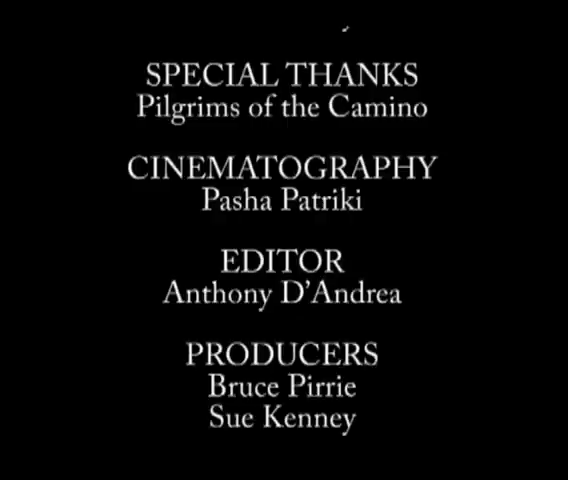 SPECIAL THANKS
Pilgrims of the Camino
CINEMATOGRAPHY
Pasha Patriki
EDITOR
Anthony D'Andrea
PRODUCERS
Bruce Pirrie
Sue Kenney